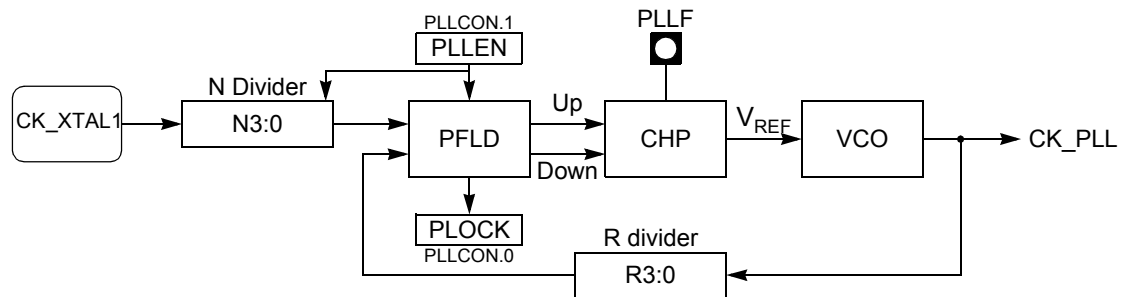 PLLCON.1
PLLEN
PLLF
N Divider
CK_XTAL1
N3:0
PFLD
Up
Down
CHP
VREF
VCO
CK_PLL
PLOCK
PLLCON.0
R divider
R3:0